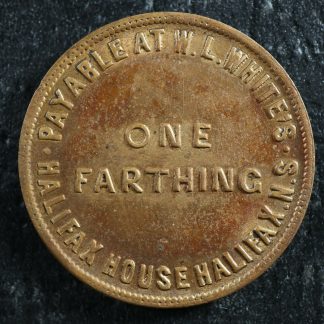 · PAYABLE AT W.L.WHITE'S ·
HALIFAX HOUSE HALIFAX N.S
ONE
FARTHING